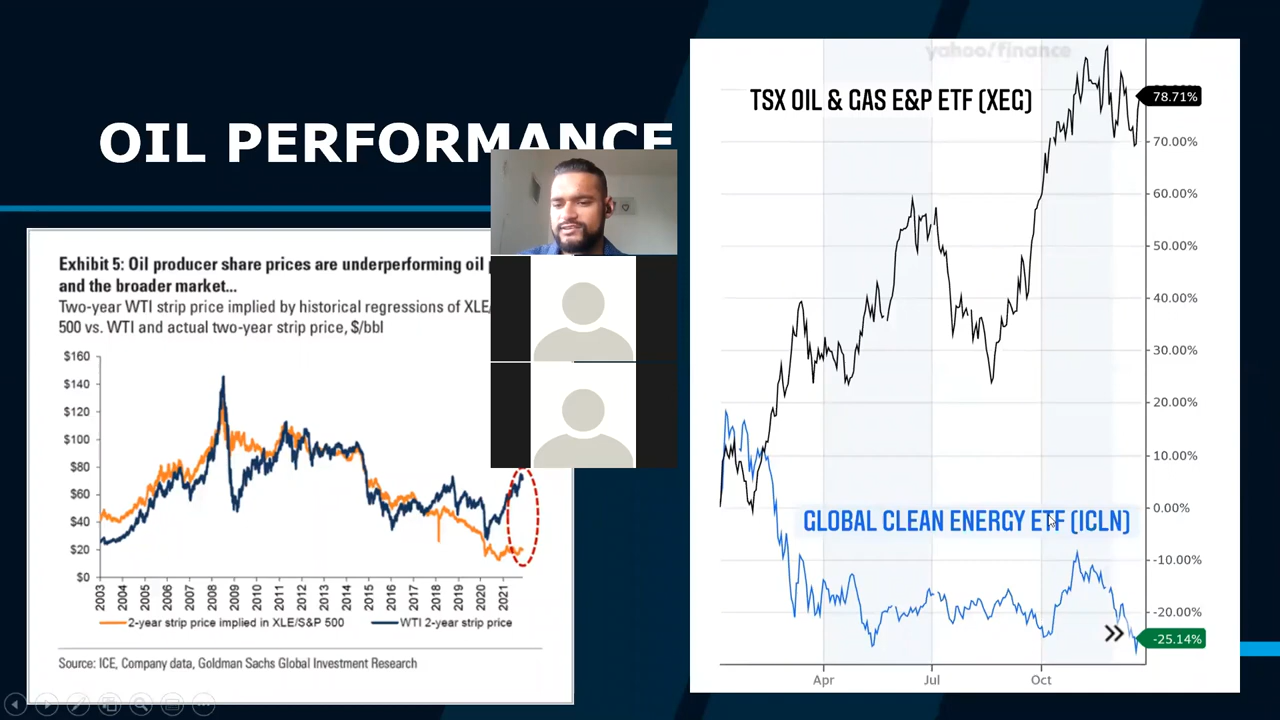 OIL PERFORMANCE
Exhibit 5: Oil producer share prices are underperforming oil
and the broader market...
Two-year WTI strip price implied by historical regressions of XLE/
500 vs. WTI and actual two-year strip price, $/bbl
$160
$140
$120
$100
$80
$60
$40
$20
$0
2003
2004
2005
2006
2007
2008
2009
2010
2011
2012
2013
2014
2015
2016
2017
2018
2019
2020
2021
2-year strip price implied in XLE/S&P 500
WTI 2-year strip price
Source: ICE, Company data, Goldman Sachs Global Investment Research
yahoo/finance
TSX OIL & GAS E&P ETF (XEG)
78.71%
70.00%
60.00%
50.00%
40.00%
30.00%
20.00%
10.00%
0.00%
GLOBAL CLEAN ENERGY ETF (ICLN)
-10.00%
-20.00%
-25.14%
Apr
Jul
Oct